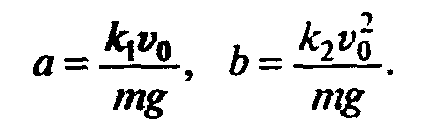 a = k₁v₀/mg, b = k₂v₀²/mg.